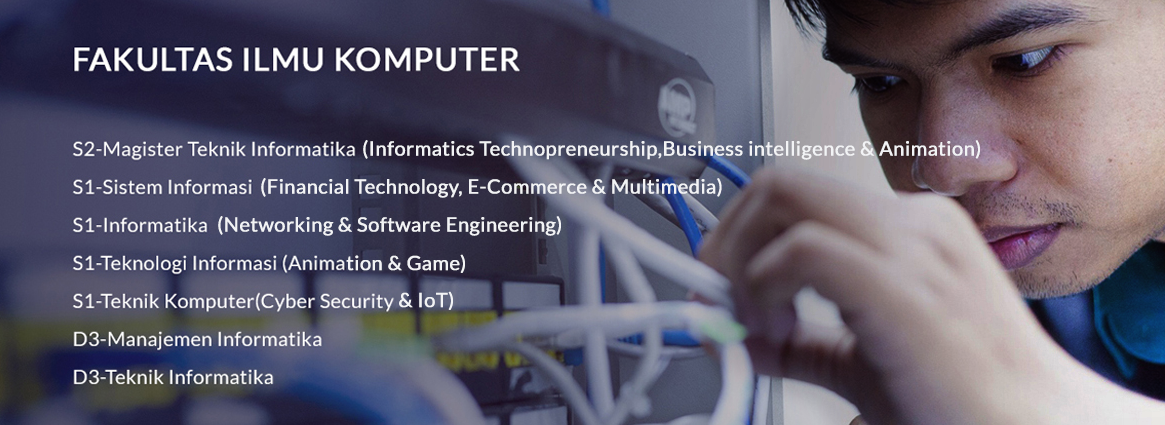 FAKULTAS ILMU KOMPUTER
S2-Magister Teknik Informatika (Informatics Technopreneurship,Business intelligence & Animation)
S1-Sistem Informasi (Financial Technology, E-Commerce & Multimedia)
S1-Informatika (Networking & Software Engineering)
S1-Teknologi Informasi (Animation & Game)
S1-Teknik Komputer(Cyber Security & IoT)
D3-Manajemen Informatika
D3-Teknik Informatika